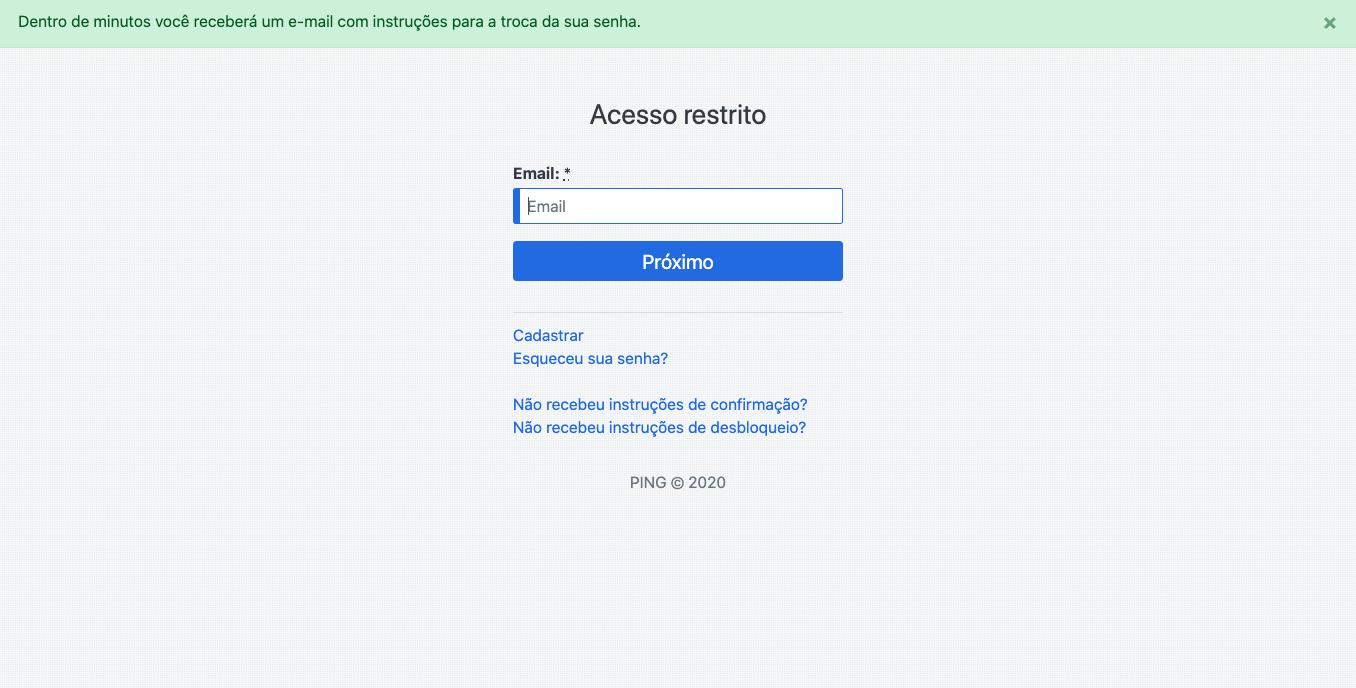 Dentro de minutos você receberá um e-mail com instruções para a troca da sua senha.
×
Acesso restrito
Email: *
Email
Próximo
Cadastrar
Esqueceu sua senha?
Não recebeu instruções de confirmação?
Não recebeu instruções de desbloqueio?
PING © 2020